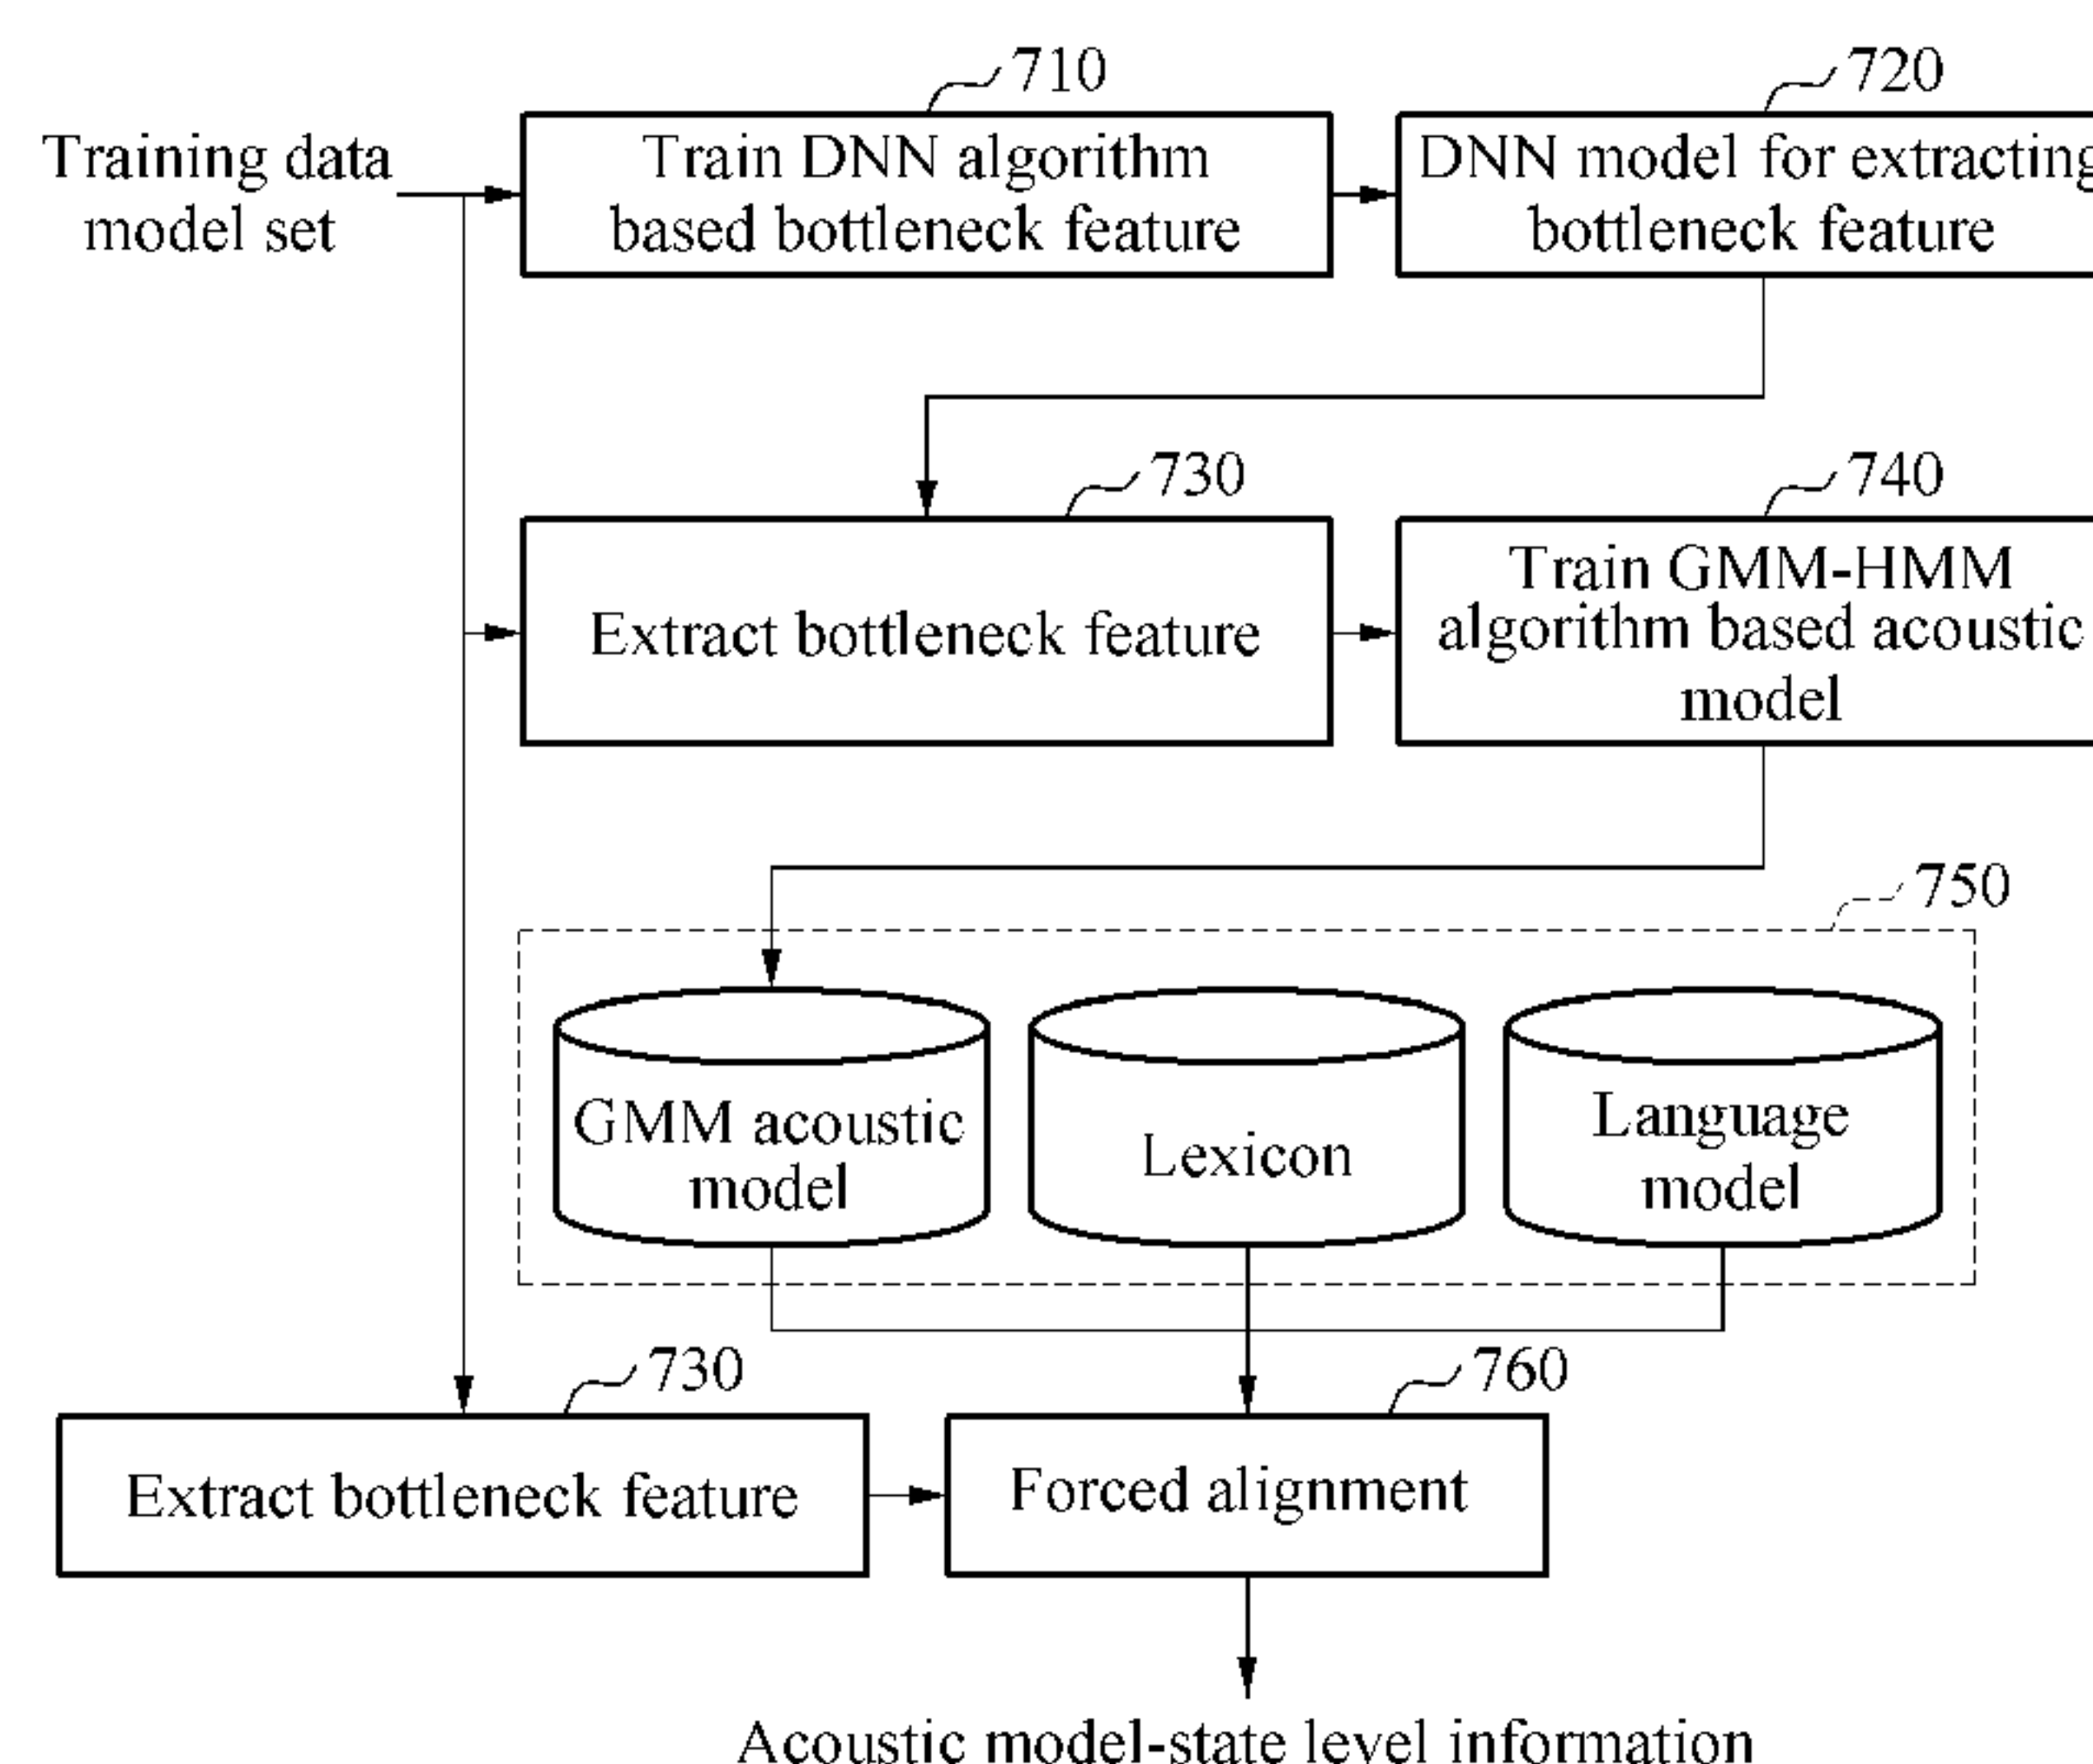 710
720
Training data
model set
Train DNN algorithm
based bottleneck feature
DNN model for extracting
bottleneck feature
730
740
Extract bottleneck feature
Train GMM-HMM
algorithm based acoustic
model
750
GMM acoustic
model
Lexicon
Language
model
730
760
Extract bottleneck feature
Forced alignment
Acoustic model-state level information